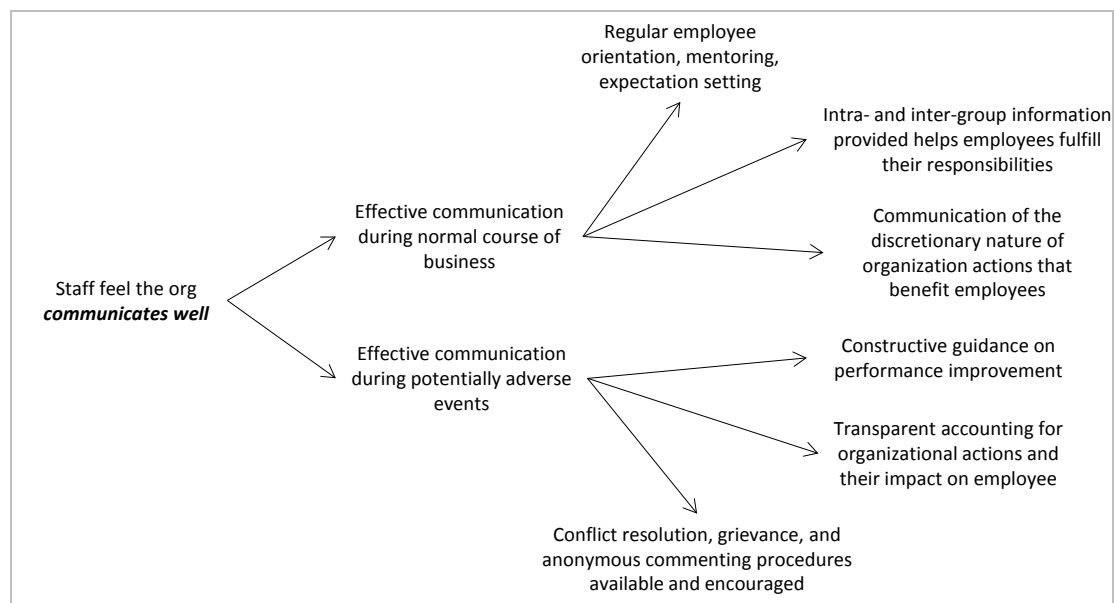 Regular employee
orientation, mentoring,
expectation setting
Intra- and inter-group information
provided helps employees fulfill
their responsibilities
Effective communication
during normal course of
business
Communication of the
discretionary nature of
organization actions that
benefit employees
Staff feel the org
communicates well
Effective communication
during potentially adverse
events
Constructive guidance on
performance improvement
Transparent accounting for
organizational actions and
their impact on employee
Conflict resolution, grievance, and
anonymous commenting procedures
available and encouraged